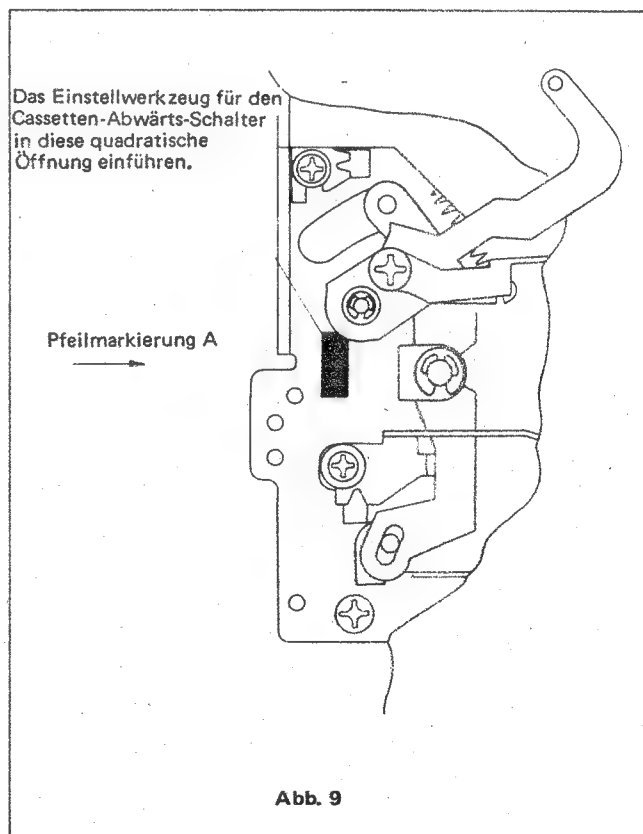 Das Einstellwerkzeug für den
Cassetten-Abwärts-Schalter
in diese quadratische
Öffnung einführen.
Pfeilmarkierung A
Abb. 9